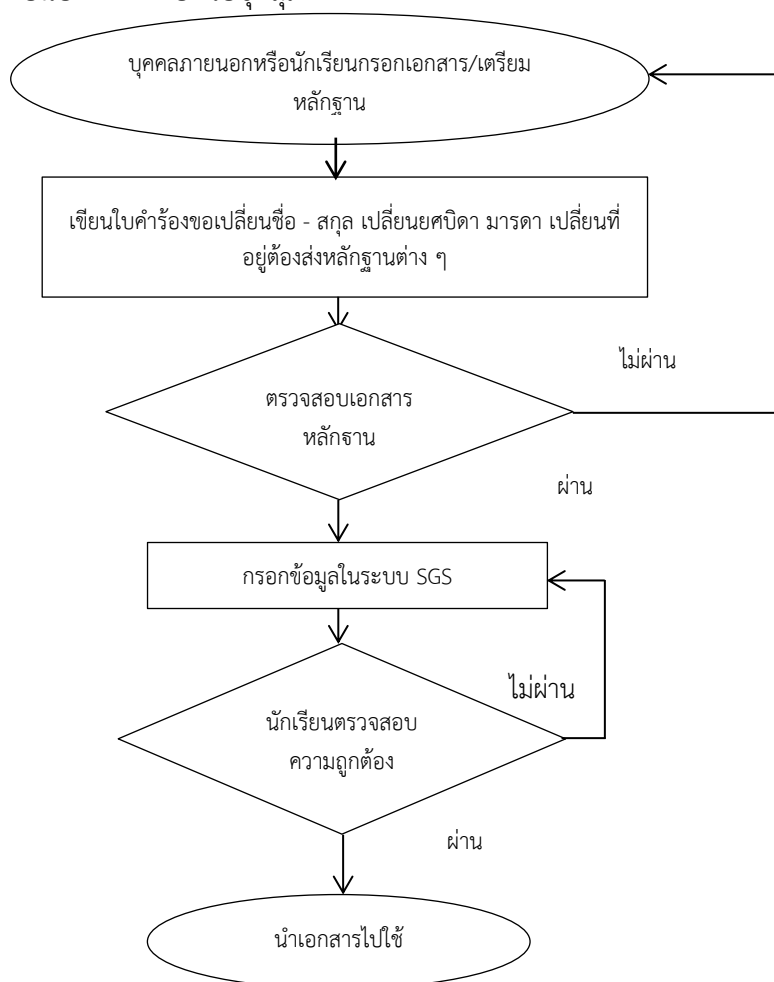 บุคคลภายนอกหรือนักเรียนกรอกเอกสาร/เตรียม
หลักฐาน
เขียนใบคำร้องขอเปลี่ยนชื่อ - สกุล เปลี่ยนยศบิดา มารดา เปลี่ยนที่
อยู่ต้องส่งหลักฐานต่าง ๆ
ไม่ผ่าน
ตรวจสอบเอกสาร
หลักฐาน
ผ่าน
กรอกข้อมูลในระบบ SGS
ไม่ผ่าน
นักเรียนตรวจสอบ
ความถูกต้อง
ผ่าน
นำเอกสารไปใช้